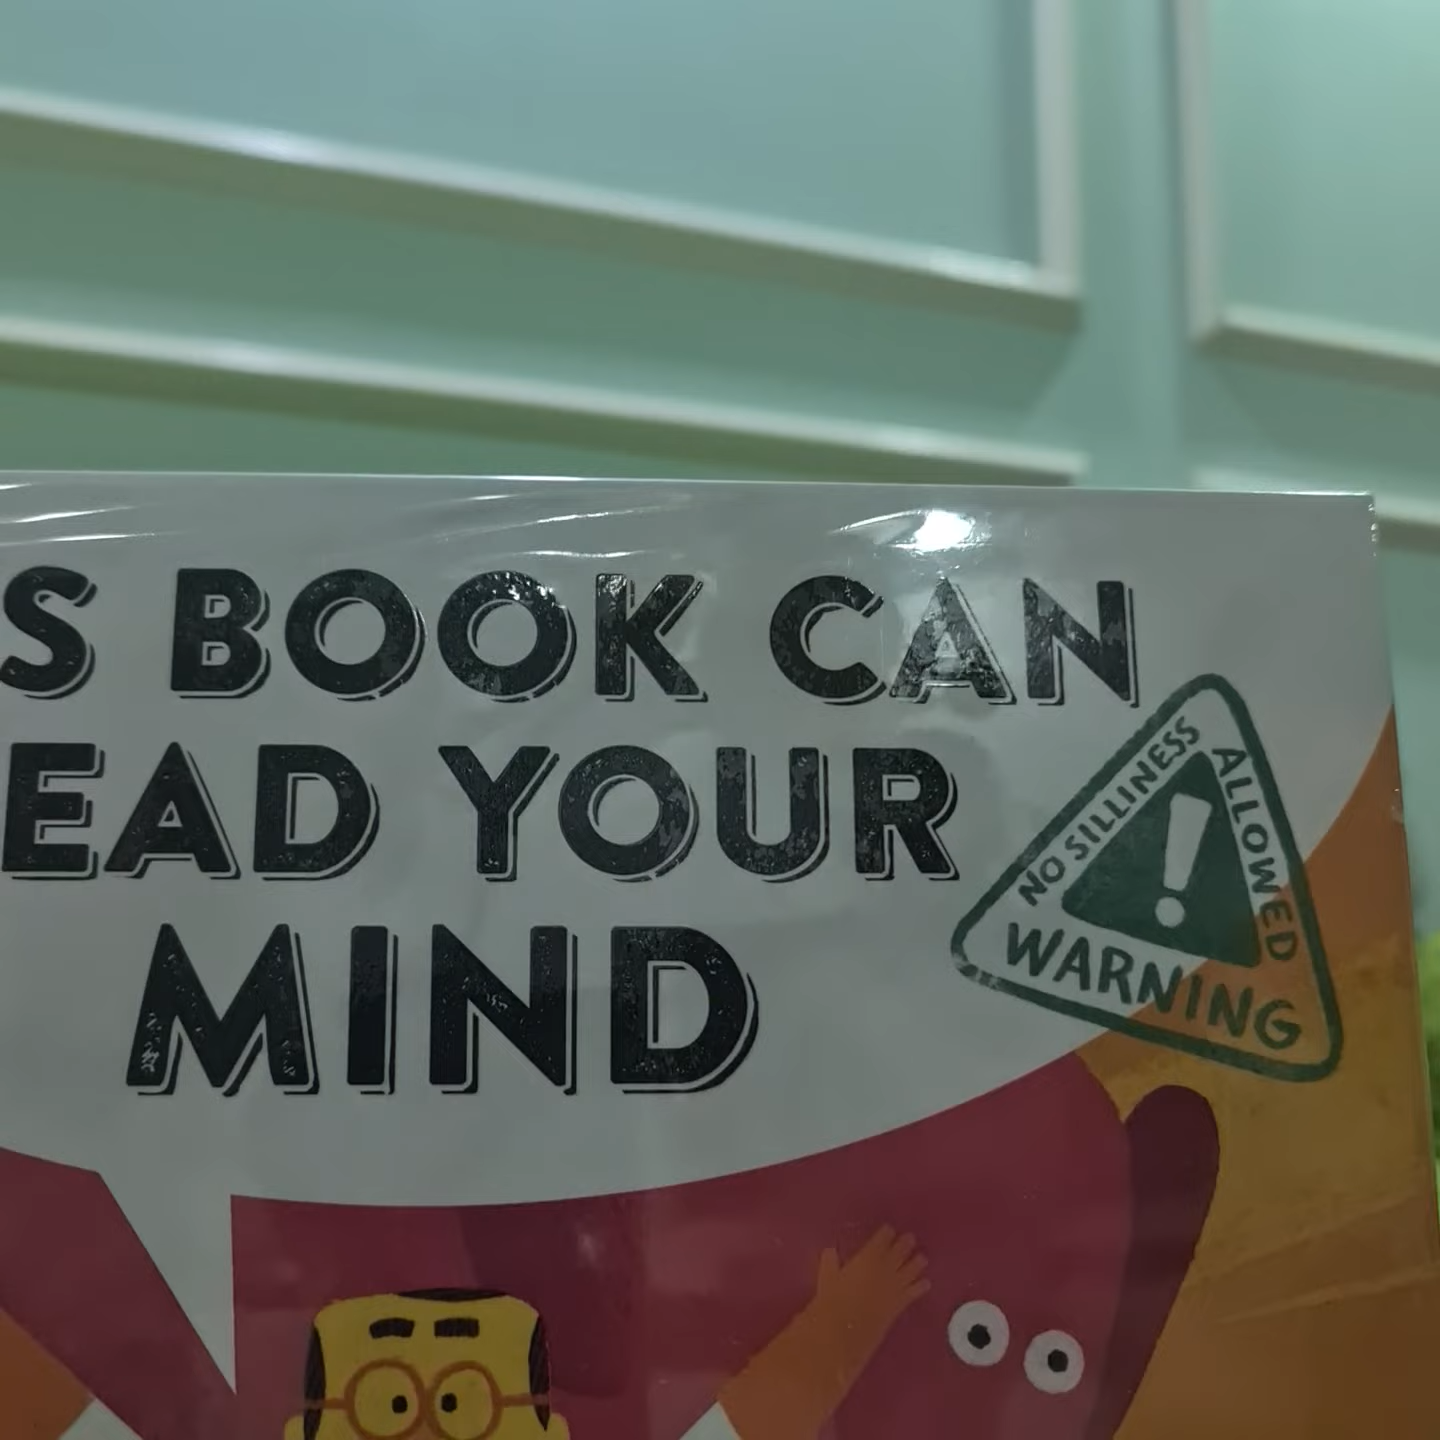 S BOOK CAN
EAD YOUR
MIND
NO SILLINESS
ALLOWED
WARNING